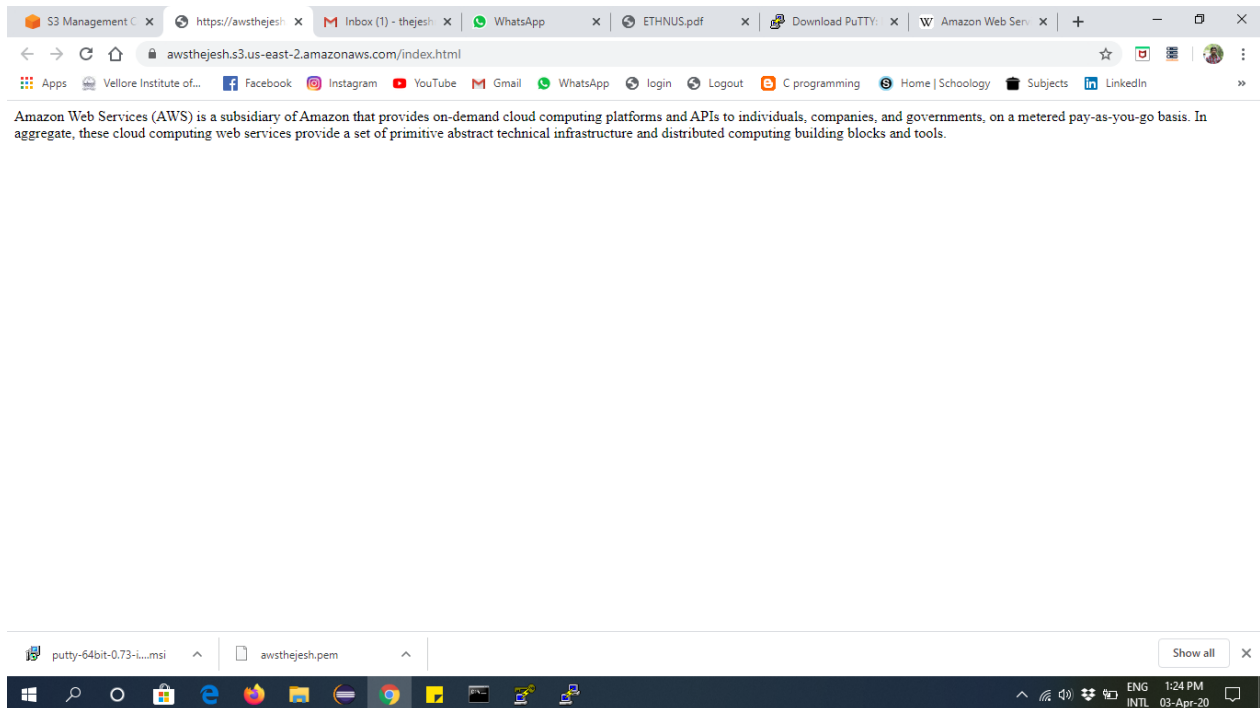 S3 Management C
https://awsthejesh
Inbox (1) - thejesh
WhatsApp
ETHNUS.pdf
Download PuTTY:
Amazon Web Serv
awsthejesh.s3.us-east-2.amazonaws.com/index.html
Apps Vellore Institute of... Facebook Instagram YouTube Gmail WhatsApp login Logout C programming Home | Schoology Subjects LinkedIn »
Amazon Web Services (AWS) is a subsidiary of Amazon that provides on-demand cloud computing platforms and APIs to individuals, companies, and governments, on a metered pay-as-you-go basis. In
aggregate, these cloud computing web services provide a set of primitive abstract technical infrastructure and distributed computing building blocks and tools.
putty-64bit-0.73-i....msi
awsthejesh.pem
Show all
ENG 1:24 PM
INTL 03-Apr-20